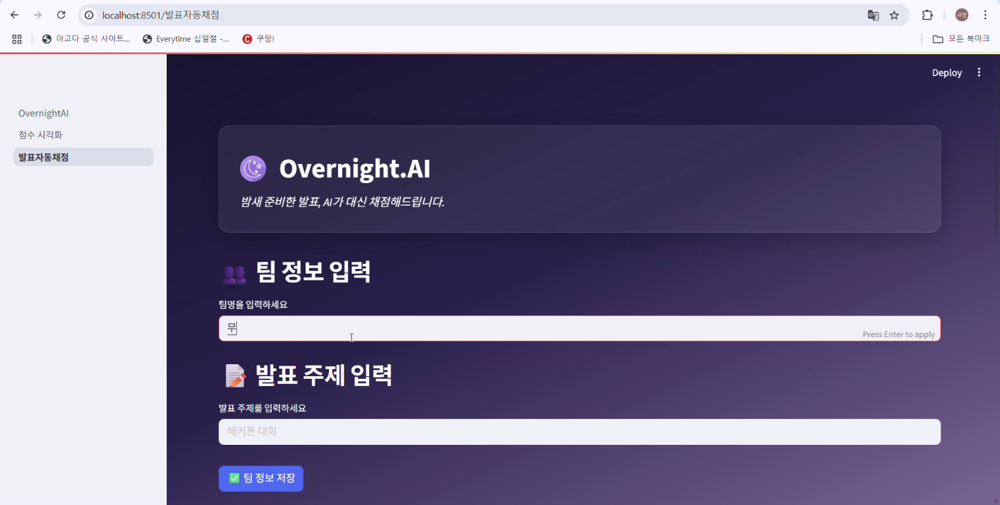 localhost:8501/발표자동채점
규찬
아고다 공식 사이트...
Everytime 십일절 -...
쿠팡!
모든 북마크
Deploy
OvernightAI
점수 시각화
발표자동채점
Overnight.AI
밤새 준비한 발표, AI가 대신 채점해드립니다.
팀 정보 입력
팀명을 입력하세요
무
Press Enter to apply
발표 주제 입력
발표 주제를 입력하세요
해커톤 대회
팀 정보 저장